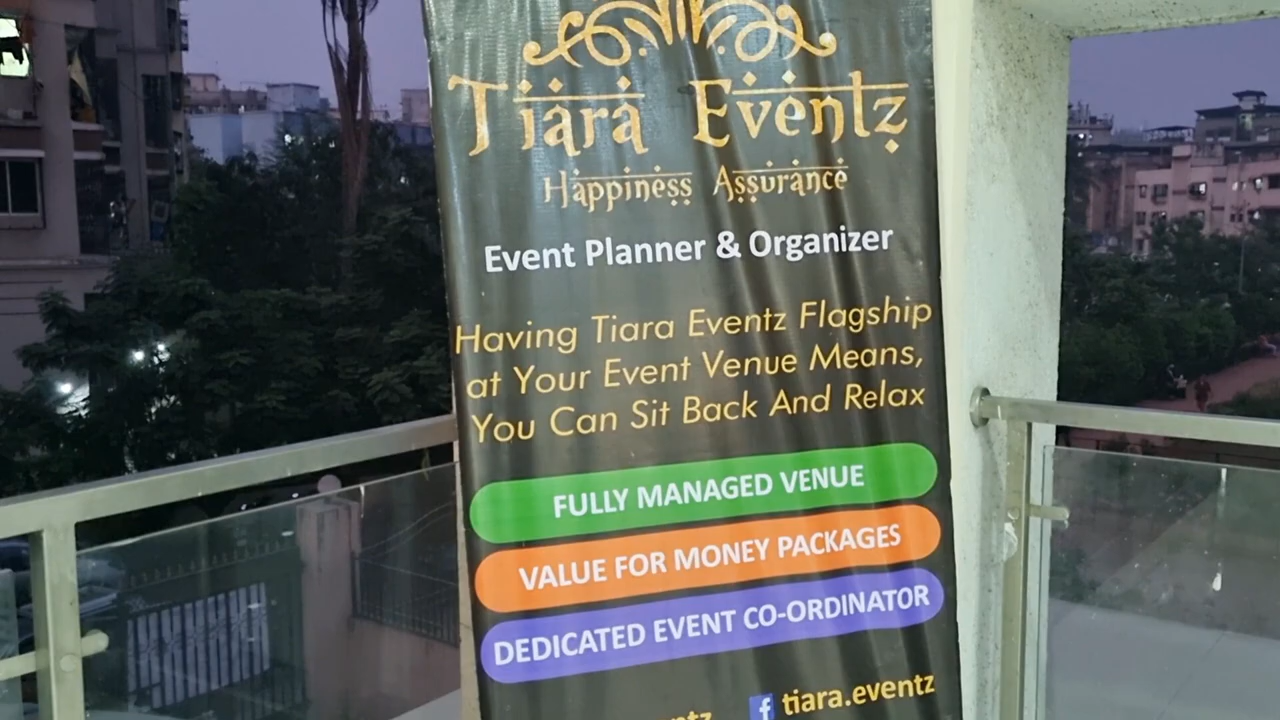 Tiara Eventz
Happiness Assurance
Event Planner & Organizer
Having Tiara Eventz Flagship
at Your Event Venue Means,
You Can Sit Back And Relax
FULLY MANAGED VENUE
VALUE FOR MONEY PACKAGES
DEDICATED EVENT CO-ORDINATOR
f tiara.eventz